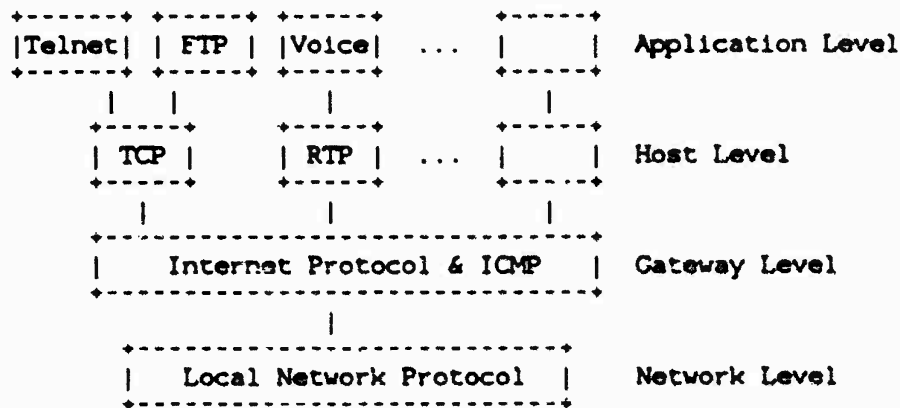 +------+ +-----+ +-----+ ... +-----+
|Telnet| | FTP | |Voice| ... |     | Application Level
+------+ +-----+ +-----+     +-----+
      |   |         |             |
     +-----+     +-----+     +-----+
     | TCP |     | RTP | ... |     | Host Level
     +-----+     +-----+     +-----+
        |           |             |
     +-------------------------------+
     |    Internet Protocol & ICMP   | Gateway Level
     +-------------------------------+
                    |
       +---------------------------+
       |   Local Network Protocol  | Network Level
       +---------------------------+